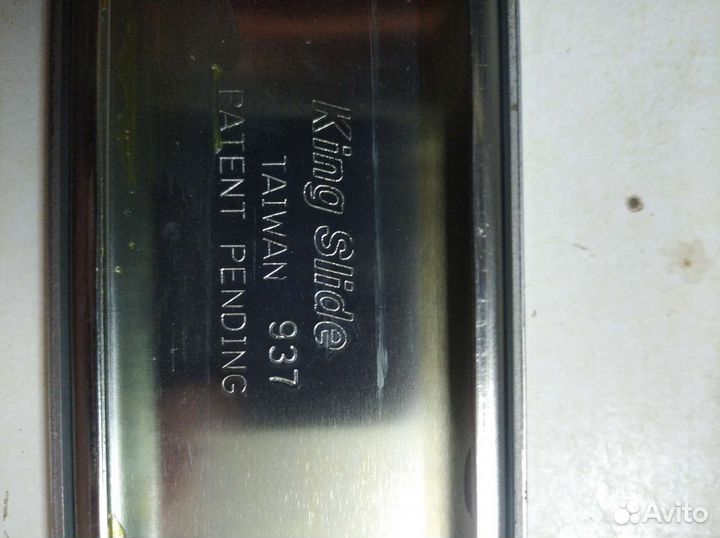 King Slide
TAIWAN 937
PATENT PENDING
Avito